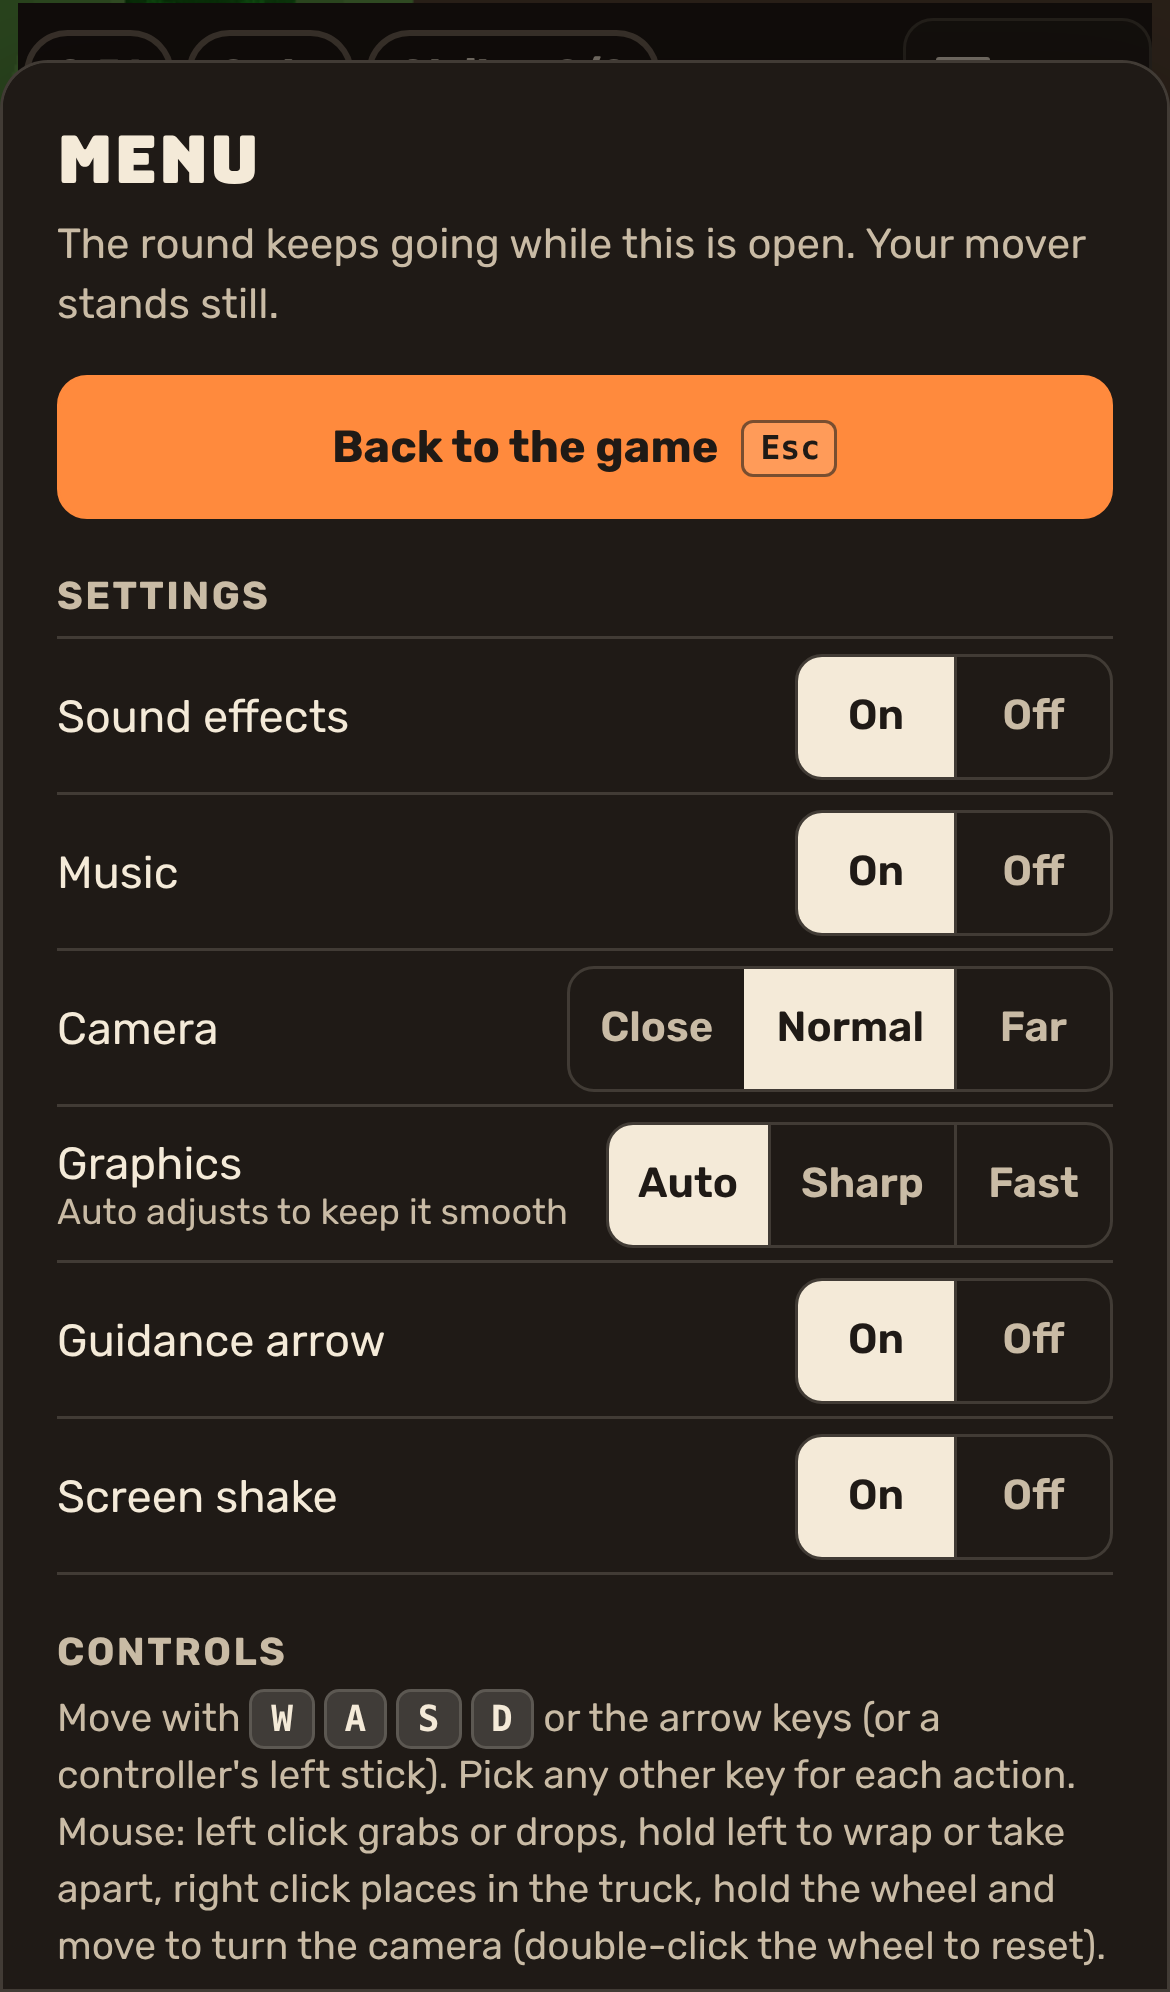 MENU
The round keeps going while this is open. Your mover
stands still.
Back to the game Esc
SETTINGS
Sound effects On Off
Music On Off
Camera Close Normal Far
Graphics
Auto adjusts to keep it smooth
Auto Sharp Fast
Guidance arrow On Off
Screen shake On Off
CONTROLS
Move with W A S D or the arrow keys (or a
controller's left stick). Pick any other key for each action.
Mouse: left click grabs or drops, hold left to wrap or take
apart, right click places in the truck, hold the wheel and
move to turn the camera (double-click the wheel to reset).